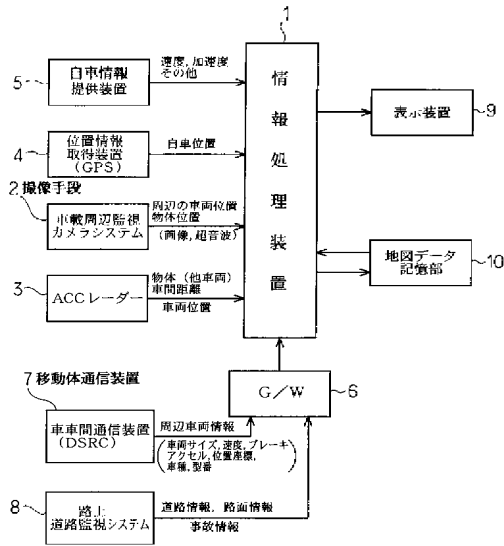 1
速度,加速度
その他
自車情報
提供装置
5
位置情報
取得装置
(GPS)
4
自車位置
2 撮像手段
車載周辺監視
カメラシステム
周辺の車両位置
物体位置
(画像,超音波)
3
ACCレーダー
物体(他車両)
車間距離
車両位置
情報処理装置
表示装置
9
地図データ
記憶部
10
G/W
6
7 移動体通信装置
車車間通信装置
(DSRC)
周辺車両情報
(車両サイズ,速度,ブレーキ
アクセル,位置座標,
車種,型番)
8
路上
道路監視システム
道路情報,路面情報
事故情報